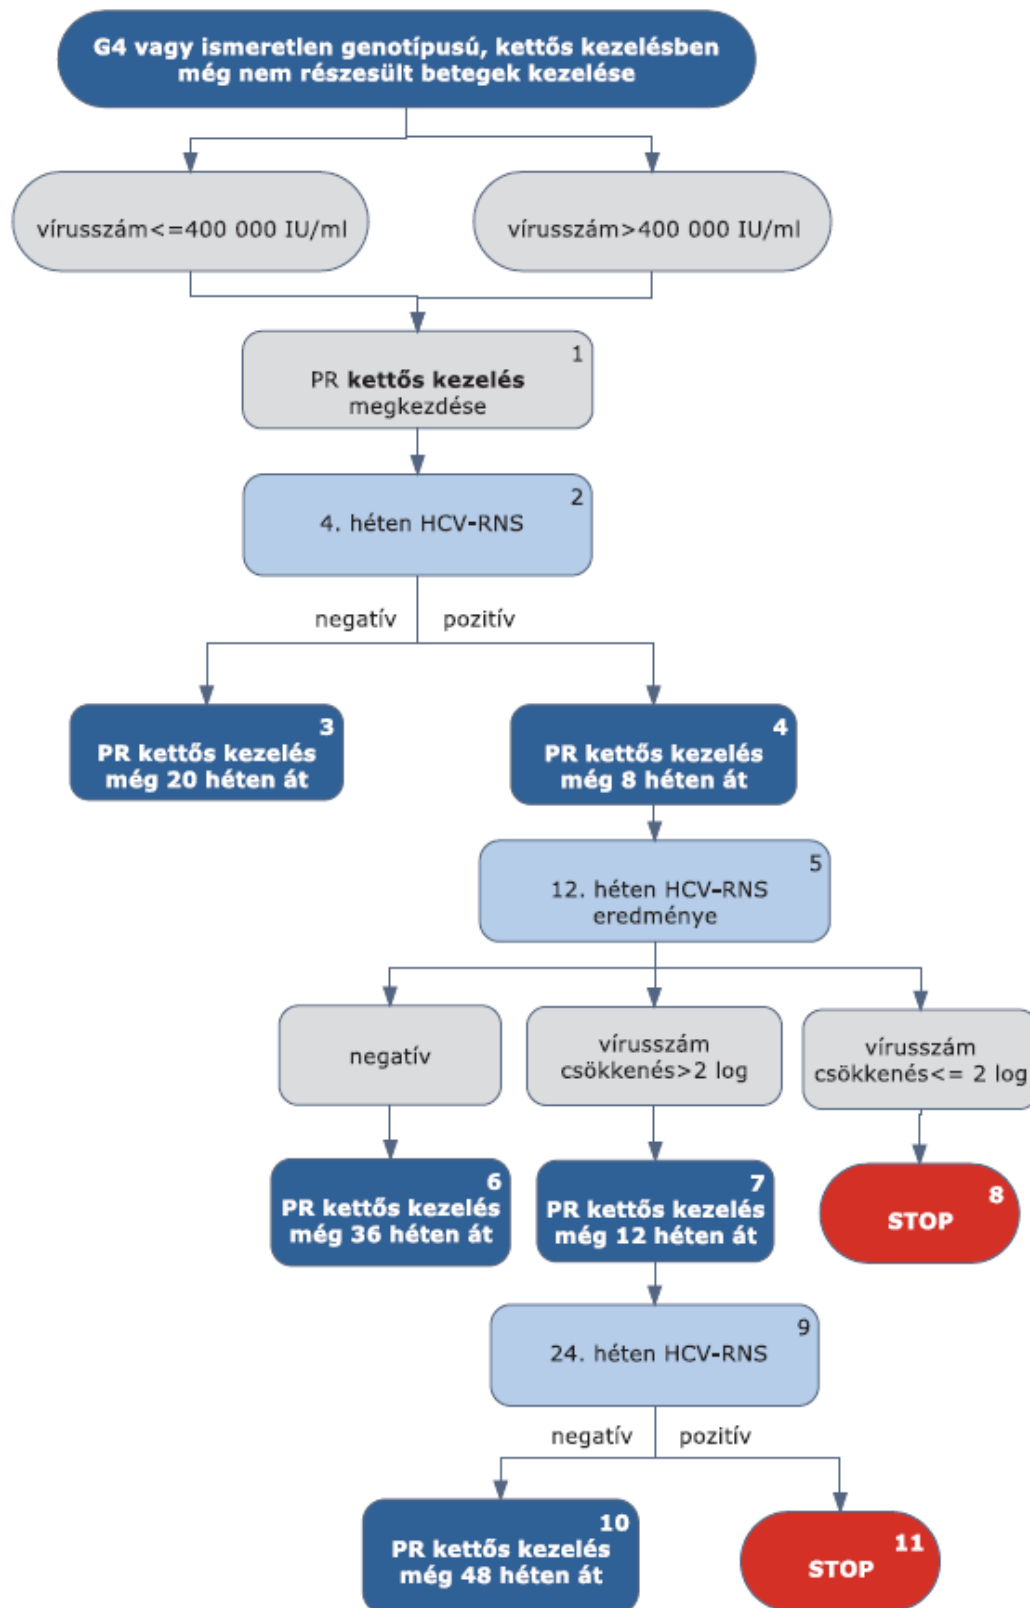 G4 vagy ismeretlen genotípusú, kettős kezelésben
még nem részesült betegek kezelése
vírusszám<=400 000 IU/ml
vírusszám>400 000 IU/ml
1
PR kettős kezelés
megkezdése
2
4. héten HCV-RNS
negatív
pozitív
3
PR kettős kezelés
még 20 héten át
4
PR kettős kezelés
még 8 héten át
5
12. héten HCV-RNS
eredménye
negatív
vírusszám
csökkenés>2 log
vírusszám
csökkenés<= 2 log
6
PR kettős kezelés
még 36 héten át
7
PR kettős kezelés
még 12 héten át
8
STOP
9
24. héten HCV-RNS
negatív
pozitív
10
PR kettős kezelés
még 48 héten át
11
STOP